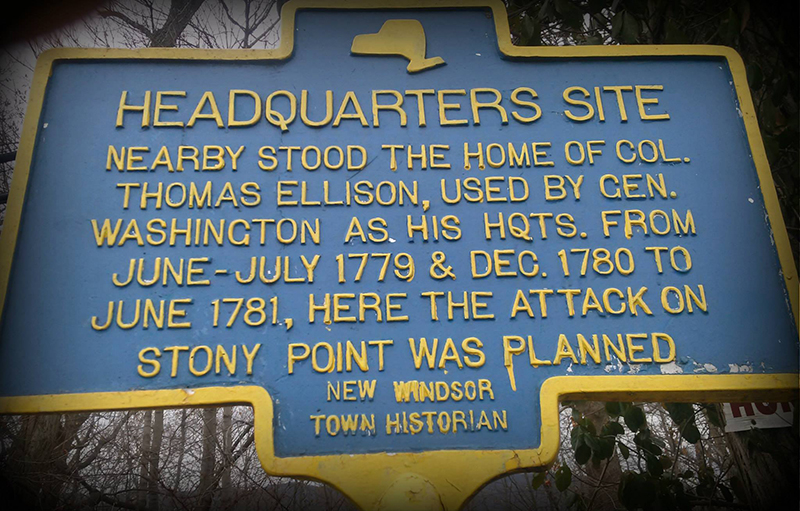 HEADQUARTERS SITE
NEARBY STOOD THE HOME OF COL.
THOMAS ELLISON, USED BY GEN.
WASHINGTON AS HIS HQTS. FROM
JUNE-JULY 1779 & DEC. 1780 TO
JUNE 1781, HERE THE ATTACK ON
STONY POINT WAS PLANNED
NEW WINDSOR
TOWN HISTORIAN